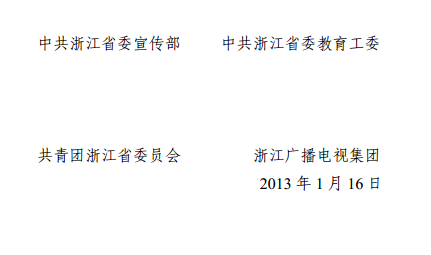 中共浙江省委宣传部 中共浙江省委教育工委
共青团浙江省委员会 浙江广播电视集团
2013 年 1 月 16 日